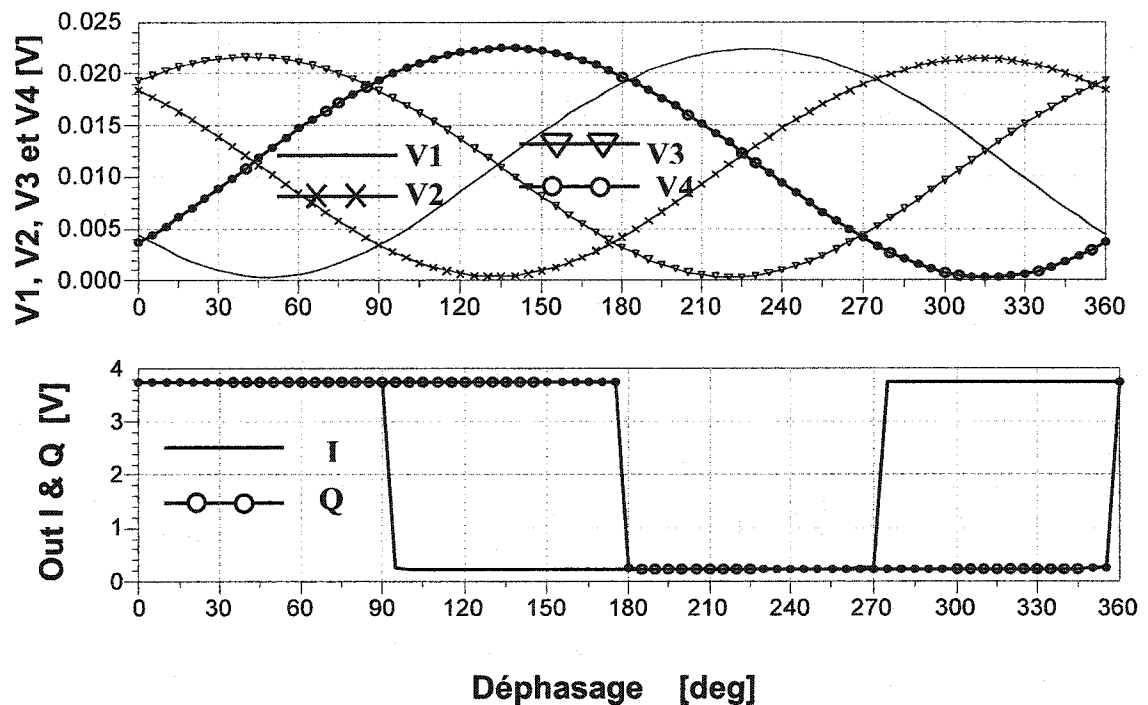 V1, V2, V3 et V4 [V]
0.025
0.020
0.015
0.010
0.005
0.000
V1
V2
V3
V4
0 30 60 90 120 150 180 210 240 270 300 330 360
Out I & Q [V]
4
3
2
1
0
I
Q
0 30 60 90 120 150 180 210 240 270 300 330 360
Déphasage [deg]